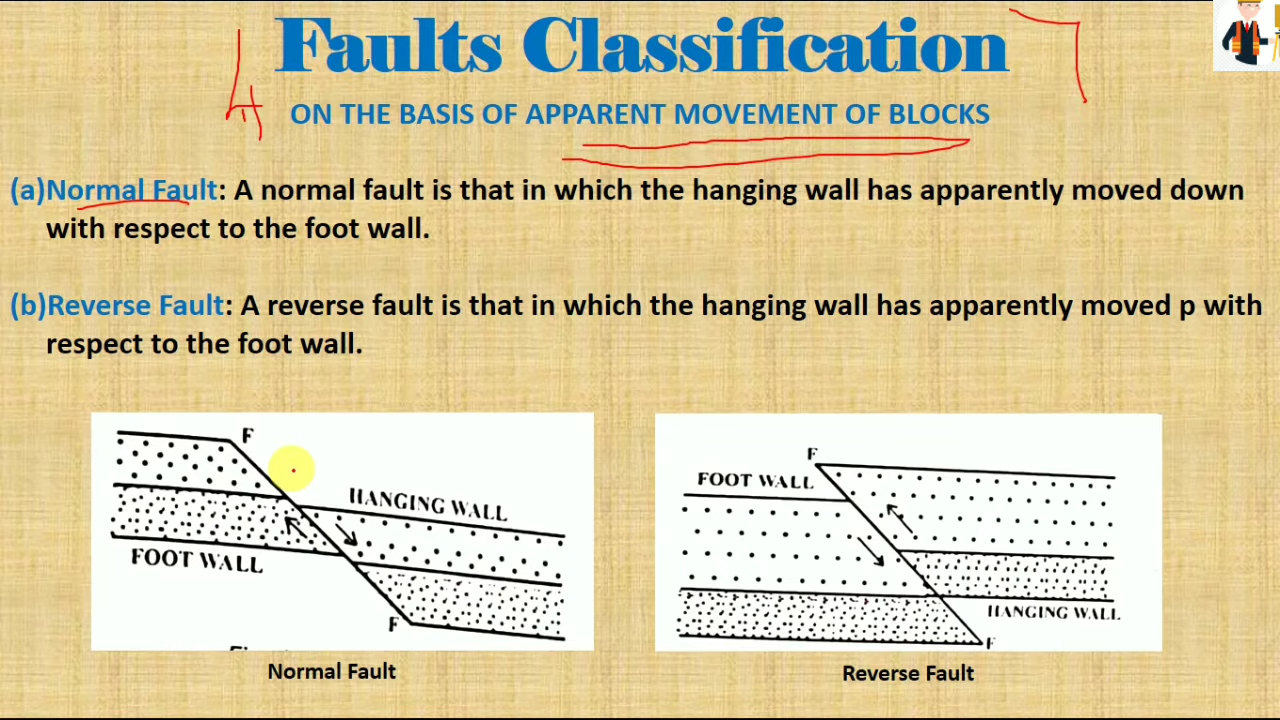 Faults Classification
ON THE BASIS OF APPARENT MOVEMENT OF BLOCKS
(a)Normal Fault: A normal fault is that in which the hanging wall has apparently moved down
with respect to the foot wall.
(b)Reverse Fault: A reverse fault is that in which the hanging wall has apparently moved p with
respect to the foot wall.
F
HANGING WALL
FOOT WALL
F
Normal Fault
F
FOOT WALL
HANGING WALL
F
Reverse Fault